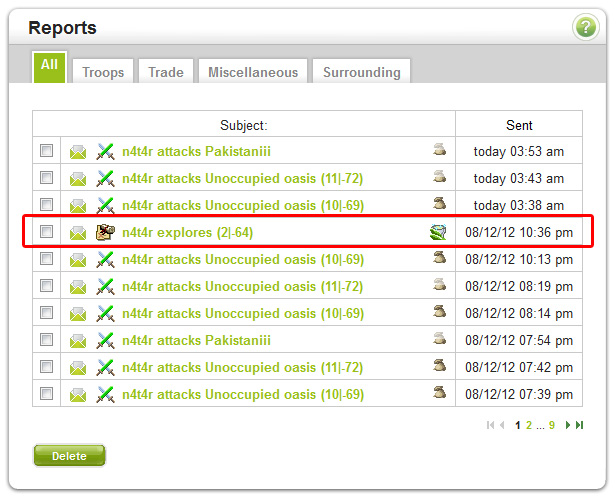 Reports
?
All Troops Trade Miscellaneous Surrounding
Subject: Sent
n4t4r attacks Pakistaniii today 03:53 am
n4t4r attacks Unoccupied oasis (11|-72) today 03:43 am
n4t4r attacks Unoccupied oasis (10|-69) today 03:38 am
n4t4r explores (2|-64) 08/12/12 10:36 pm
n4t4r attacks Unoccupied oasis (10|-69) 08/12/12 10:13 pm
n4t4r attacks Unoccupied oasis (11|-72) 08/12/12 08:19 pm
n4t4r attacks Unoccupied oasis (10|-69) 08/12/12 08:14 pm
n4t4r attacks Pakistaniii 08/12/12 07:54 pm
n4t4r attacks Unoccupied oasis (11|-72) 08/12/12 07:42 pm
n4t4r attacks Unoccupied oasis (10|-69) 08/12/12 07:39 pm
1 2 ... 9
Delete